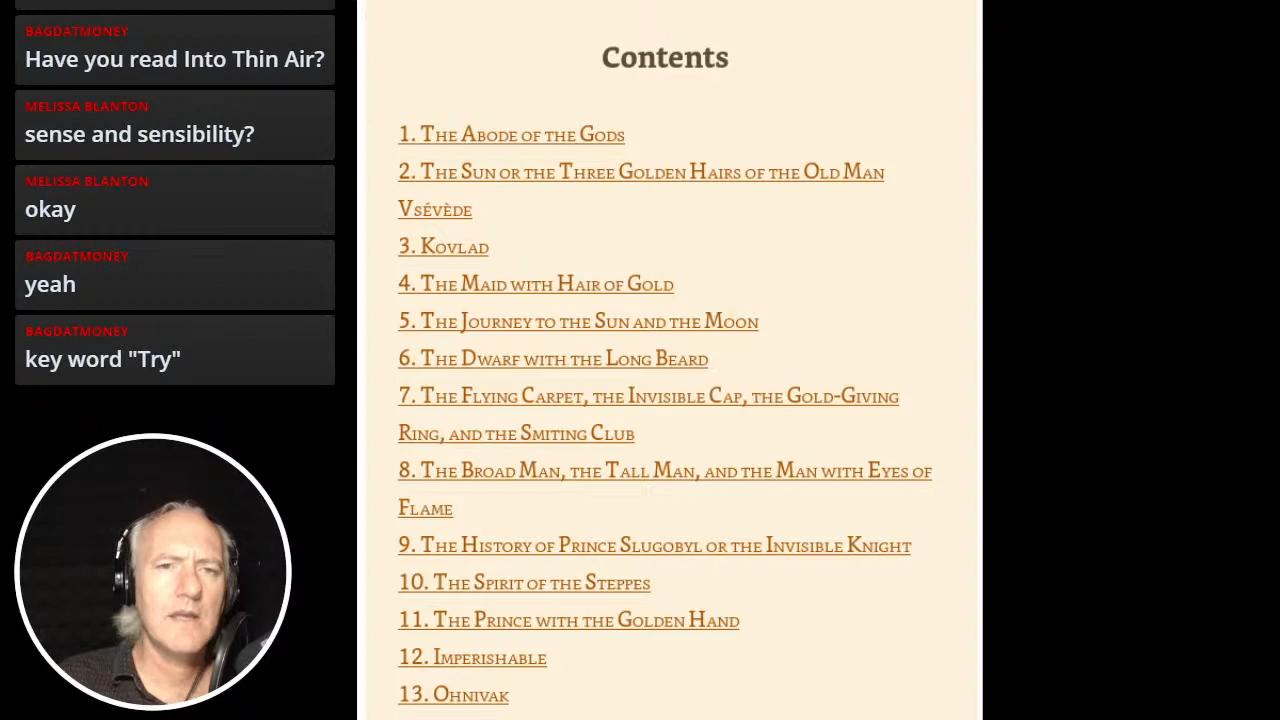 BAGDATMONEY
Have you read Into Thin Air?
MELISSA BLANTON
sense and sensibility?
MELISSA BLANTON
okay
BAGDATMONEY
yeah
BAGDATMONEY
key word "Try"
Contents
1. The Abode of the Gods
2. The Sun or the Three Golden Hairs of the Old Man
Vsévède
3. Kovlad
4. The Maid with Hair of Gold
5. The Journey to the Sun and the Moon
6. The Dwarf with the Long Beard
7. The Flying Carpet, the Invisible Cap, the Gold-Giving
Ring, and the Smiting Club
8. The Broad Man, the Tall Man, and the Man with Eyes of
Flame
9. The History of Prince Slugobyl or the Invisible Knight
10. The Spirit of the Steppes
11. The Prince with the Golden Hand
12. Imperishable
13. Ohnivak